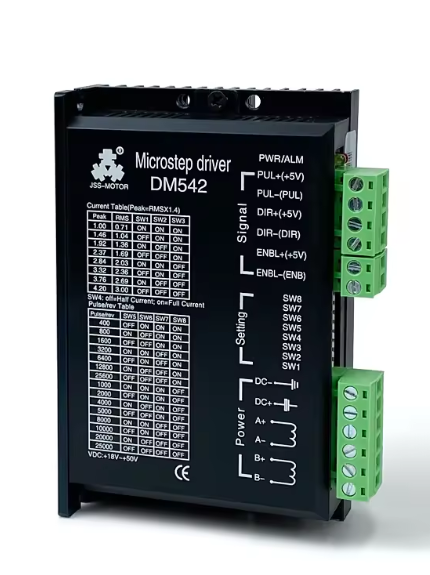 JSS-MOTOR
®
Microstep driver
DM542
Current Table(Peak=RMSX1.4)
Peak RMS SW1 SW2 SW3
1.00 0.71 ON ON ON
1.46 1.04 OFF ON ON
1.92 1.36 ON OFF ON
2.37 1.69 OFF OFF ON
2.84 2.03 ON ON OFF
3.32 2.36 OFF ON OFF
3.76 2.69 ON OFF OFF
4.20 3.00 OFF OFF OFF
SW4: off=Half Current; on=Full Current
Pulse/rev Table
Pulse/rev SW5 SW6 SW7 SW8
400 OFF ON ON ON
800 ON OFF ON ON
1600 OFF OFF ON ON
3200 ON ON OFF ON
6400 OFF ON OFF ON
12800 ON OFF OFF ON
25600 OFF OFF OFF ON
1000 ON ON ON OFF
2000 OFF ON ON OFF
4000 ON OFF ON OFF
5000 OFF OFF ON OFF
8000 ON ON OFF OFF
10000 OFF ON OFF OFF
20000 ON OFF OFF OFF
25000 OFF OFF OFF OFF
VDC:+18V~+50V
CE
PWR/ALM
Signal
PUL+(+5V)
PUL-(PUL)
DIR+(+5V)
DIR-(DIR)
ENBL+(+5V)
ENBL-(ENB)
Setting
SW8
SW7
SW6
SW5
SW4
SW3
SW2
SW1
Power
DC-
DC+
A+
A-
B+
B-